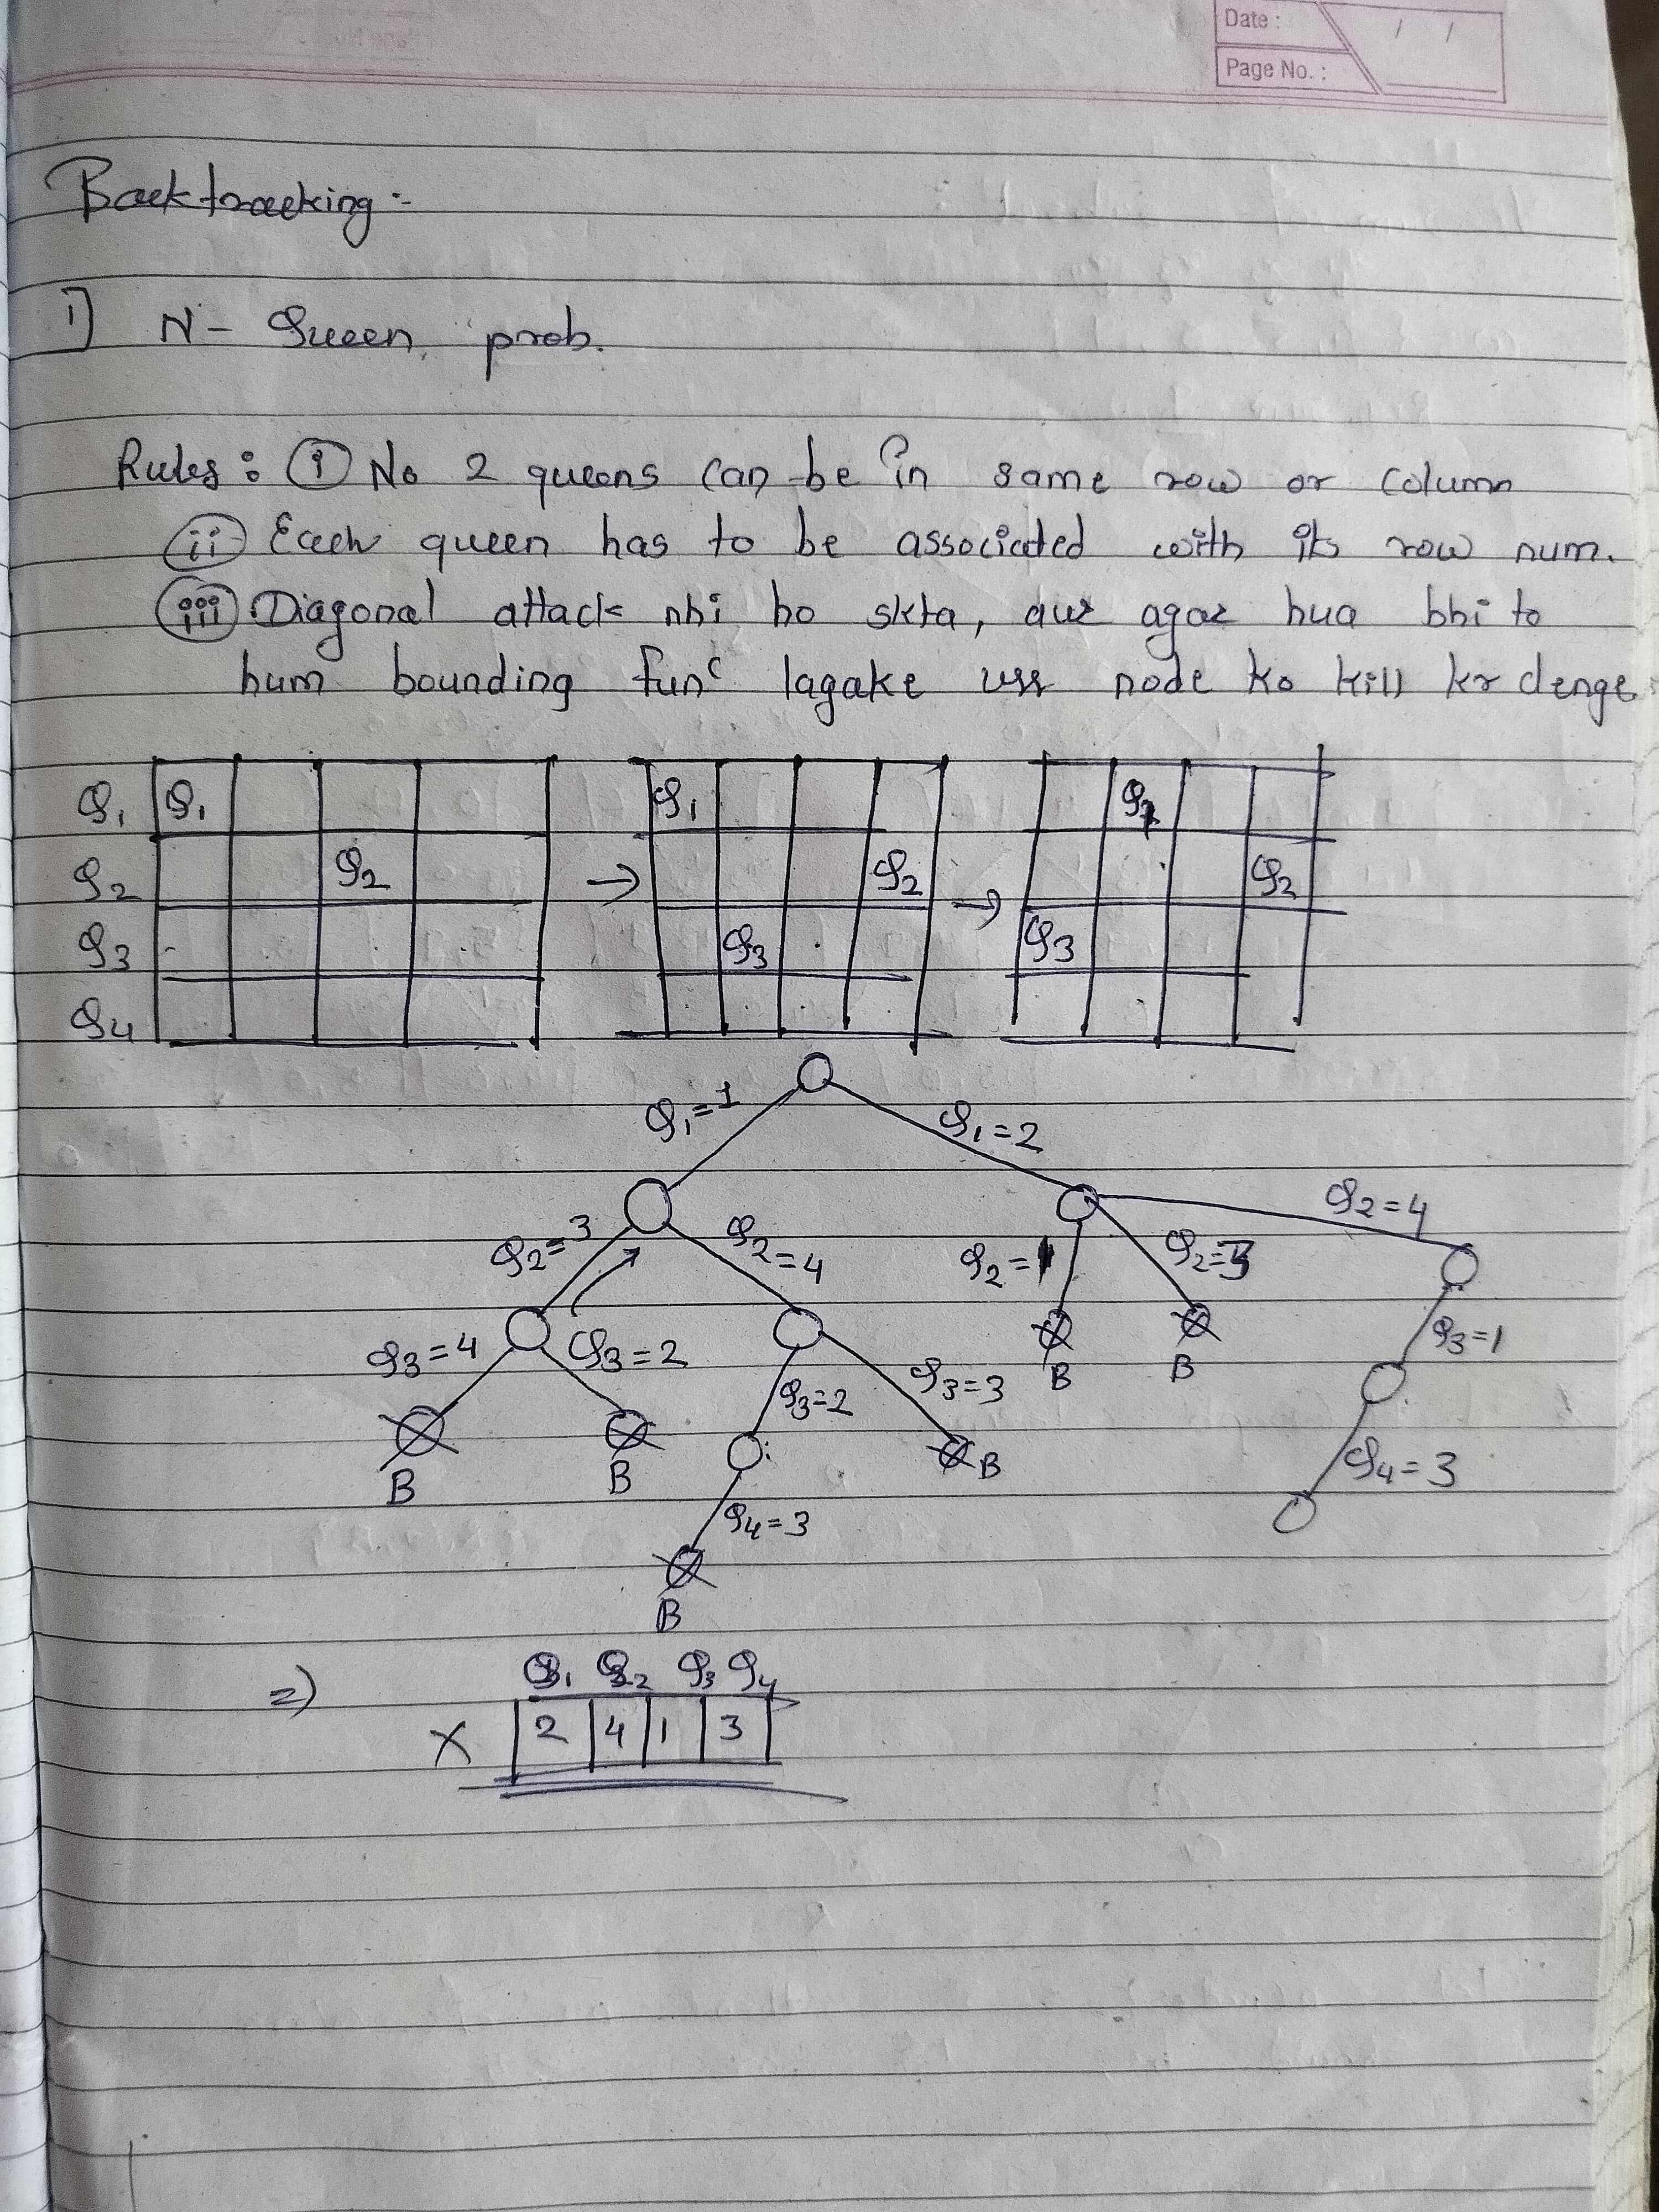 Date : / /
Page No. :
Backtracking :-
1] N- Queen prob.
Rules : (i) No 2 queens can be in same row or column
(ii) Each queen has to be associated with its row num.
(iii) Diagonal attack nhi ho skta, aur agar hua bhi to
hum bounding func lagake uss node ko kill kr denge
Q1 Q1 → Q1 → Q1
Q2 Q2 Q2 Q2
Q3 Q3 Q3
Q4
Q1=1 Q1=2
Q2=3 Q2=4 Q2=1 Q2=3 Q2=4
Q3=4 Q3=2 Q3=2 Q3=3 B B Q3=1
B B B Q4=3
Q4=3
B
=> Q1 Q2 Q3 Q4
X 2 4 1 3